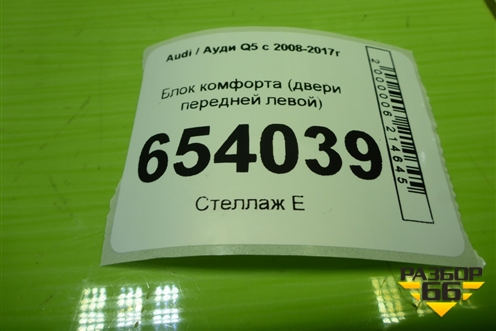 Audi / Ауди Q5 с 2008-2017г
Блок комфорта (двери
передней левой)
654039
Стеллаж E
2000006214645
РАЗБОР
66